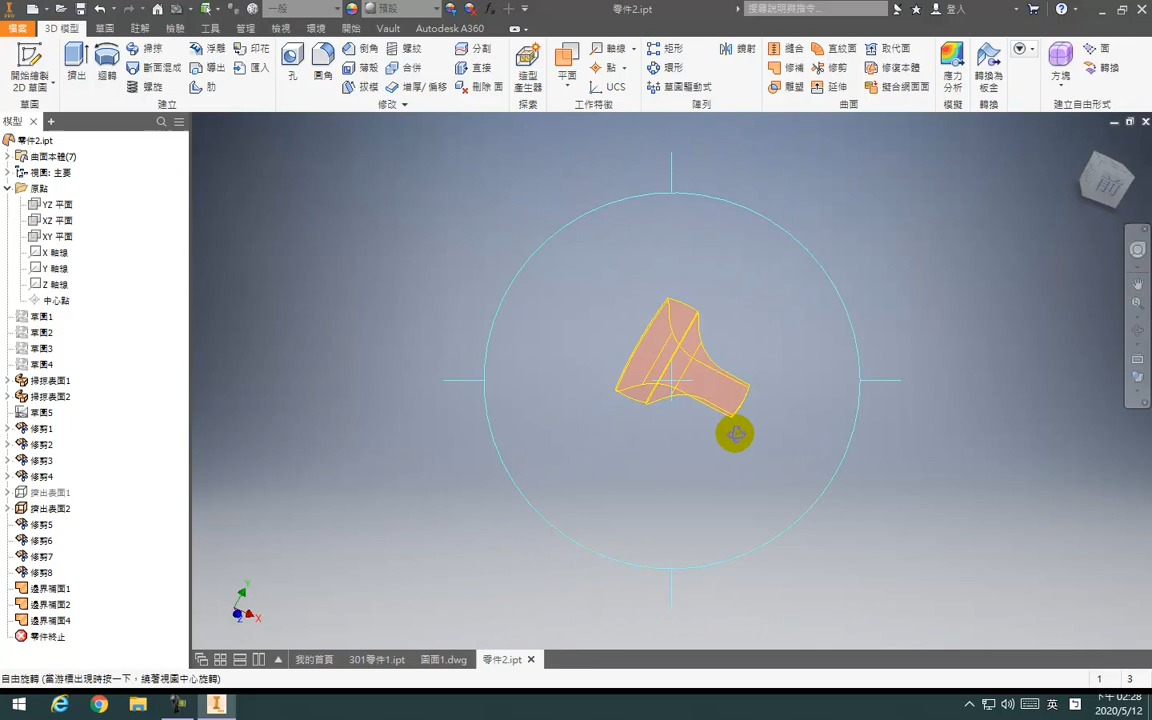 一般
預設
零件2.ipt
搜尋說明與指令...
登入
檔案
3D 模型
草圖
註解
檢驗
工具
管理
檢視
環境
開始
Vault
Autodesk A360
開始繪製
2D 草圖
擠出
迴轉
掃掠
斷面混成
螺旋
浮雕
導出
肋
印花
匯入
孔
圓角
倒角
薄殼
拔模
螺紋
合併
增厚/偏移
分割
直接
刪除 面
造型
產生器
平面
軸線
點
UCS
矩形
環形
草圖驅動式
鏡射
縫合
修補
雕塑
直紋面
修剪
延伸
取代面
修復本體
擬合網面
應力
分析
轉換為
板金
方塊
面
轉換
草圖
建立
修改
探索
工作特徵
陣列
曲面
模擬
轉換
建立自由形式
模型
零件2.ipt
曲面本體(7)
視圖: 主要
原點
YZ 平面
XZ 平面
XY 平面
X 軸線
Y 軸線
Z 軸線
中心點
草圖1
草圖2
草圖3
草圖4
掃掠表面1
掃掠表面2
草圖5
修剪1
修剪2
修剪3
修剪4
擠出表面1
擠出表面2
修剪5
修剪6
修剪7
修剪8
邊界補面1
邊界補面2
邊界補面4
零件終止
前
Y
X
Z
我的首頁
301零件1.ipt
圖面1.dwg
零件2.ipt
自由旋轉 (當游標出現時按一下，繞著視圖中心旋轉)
1
3
英
下午 02:28
2020/5/12